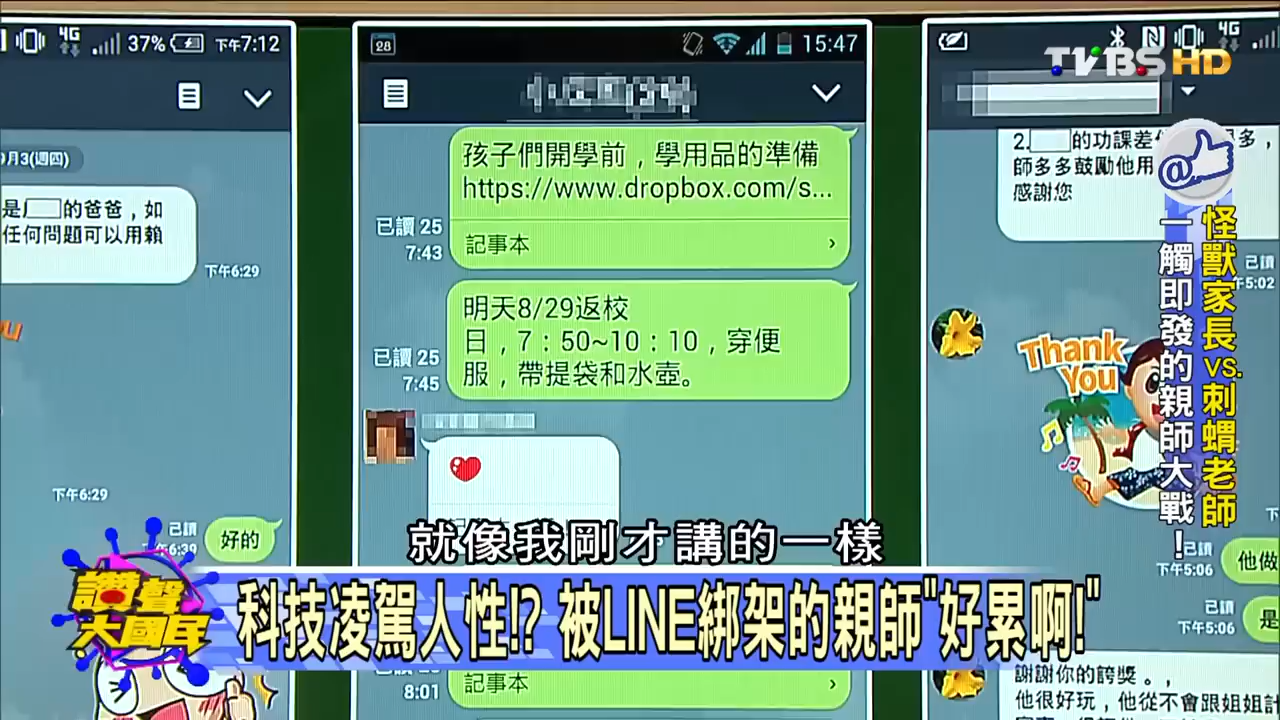 4G 37% 下午7:12
9月3(週四)
的爸爸，如
任何問題可以用賴
下午6:29
下午6:29
已讀
6:39
好的
28 15:47
孩子們開學前，學用品的準備
https://www.dropbox.com/s...
記事本
已讀 25
7:43
明天8/29返校
日，7：50~10：10，穿便
服，帶提袋和水壺。
已讀 25
7:45
8:01
記事本
4G
TVBS HD
2. 的功課差
師多多鼓勵他用
感謝您
已讀
下午5:02
Thank You
已讀
下午5:06
他做
已讀
下午5:06
是
謝謝你的誇獎。，
他很好玩，他從不會跟姐姐計
怪獸家長vs.刺蝟老師
一觸即發的親師大戰！
就像我剛才講的一樣
讚聲大國民
科技凌駕人性!? 被LINE綁架的親師"好累啊!"